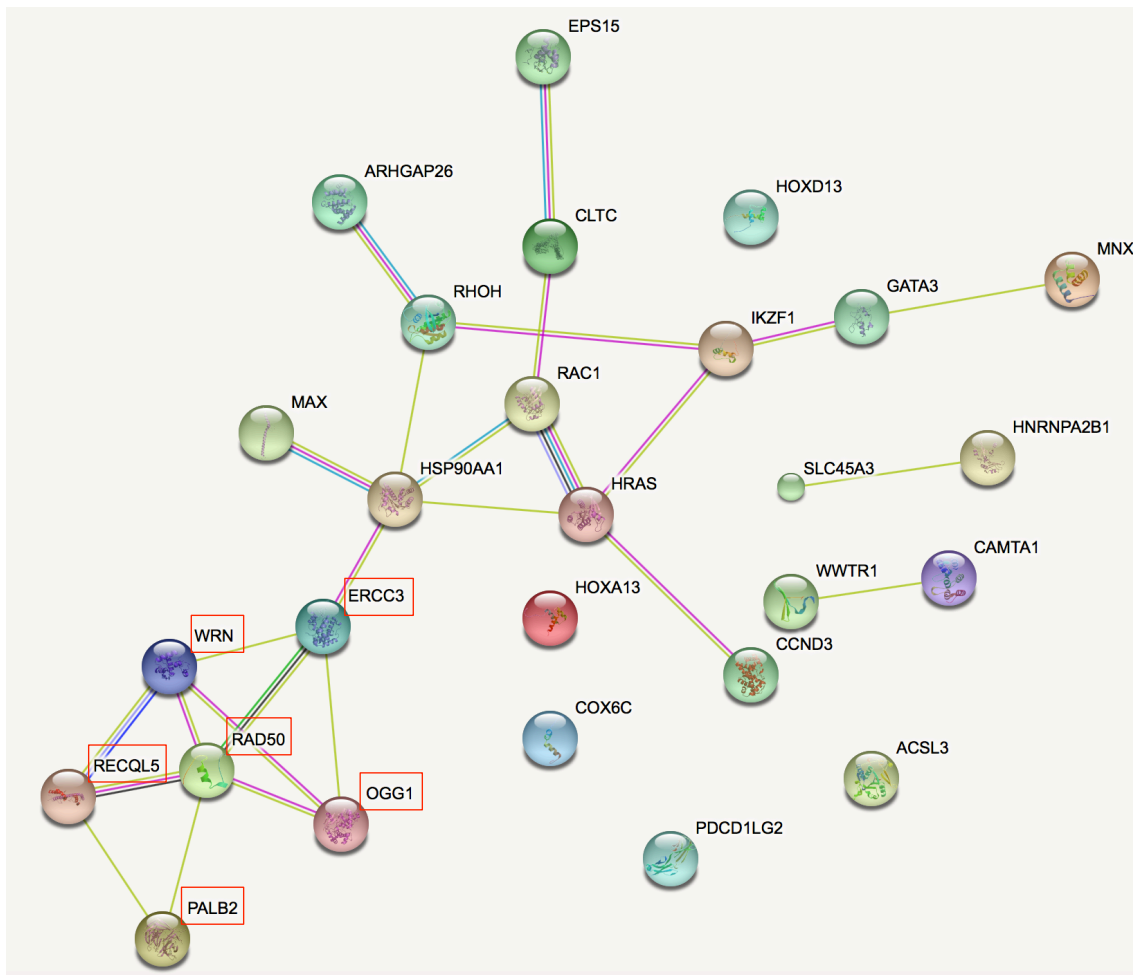 EPS15
ARHGAP26
HOXD13
CLTC
MNX
GATA3
RHOH
IKZF1
RAC1
MAX
HNRNPA2B1
HSP90AA1
SLC45A3
HRAS
CAMTA1
WWTR1
HOXA13
ERCC3
WRN
CCND3
COX6C
RAD50
ACSL3
RECQL5
OGG1
PDCD1LG2
PALB2